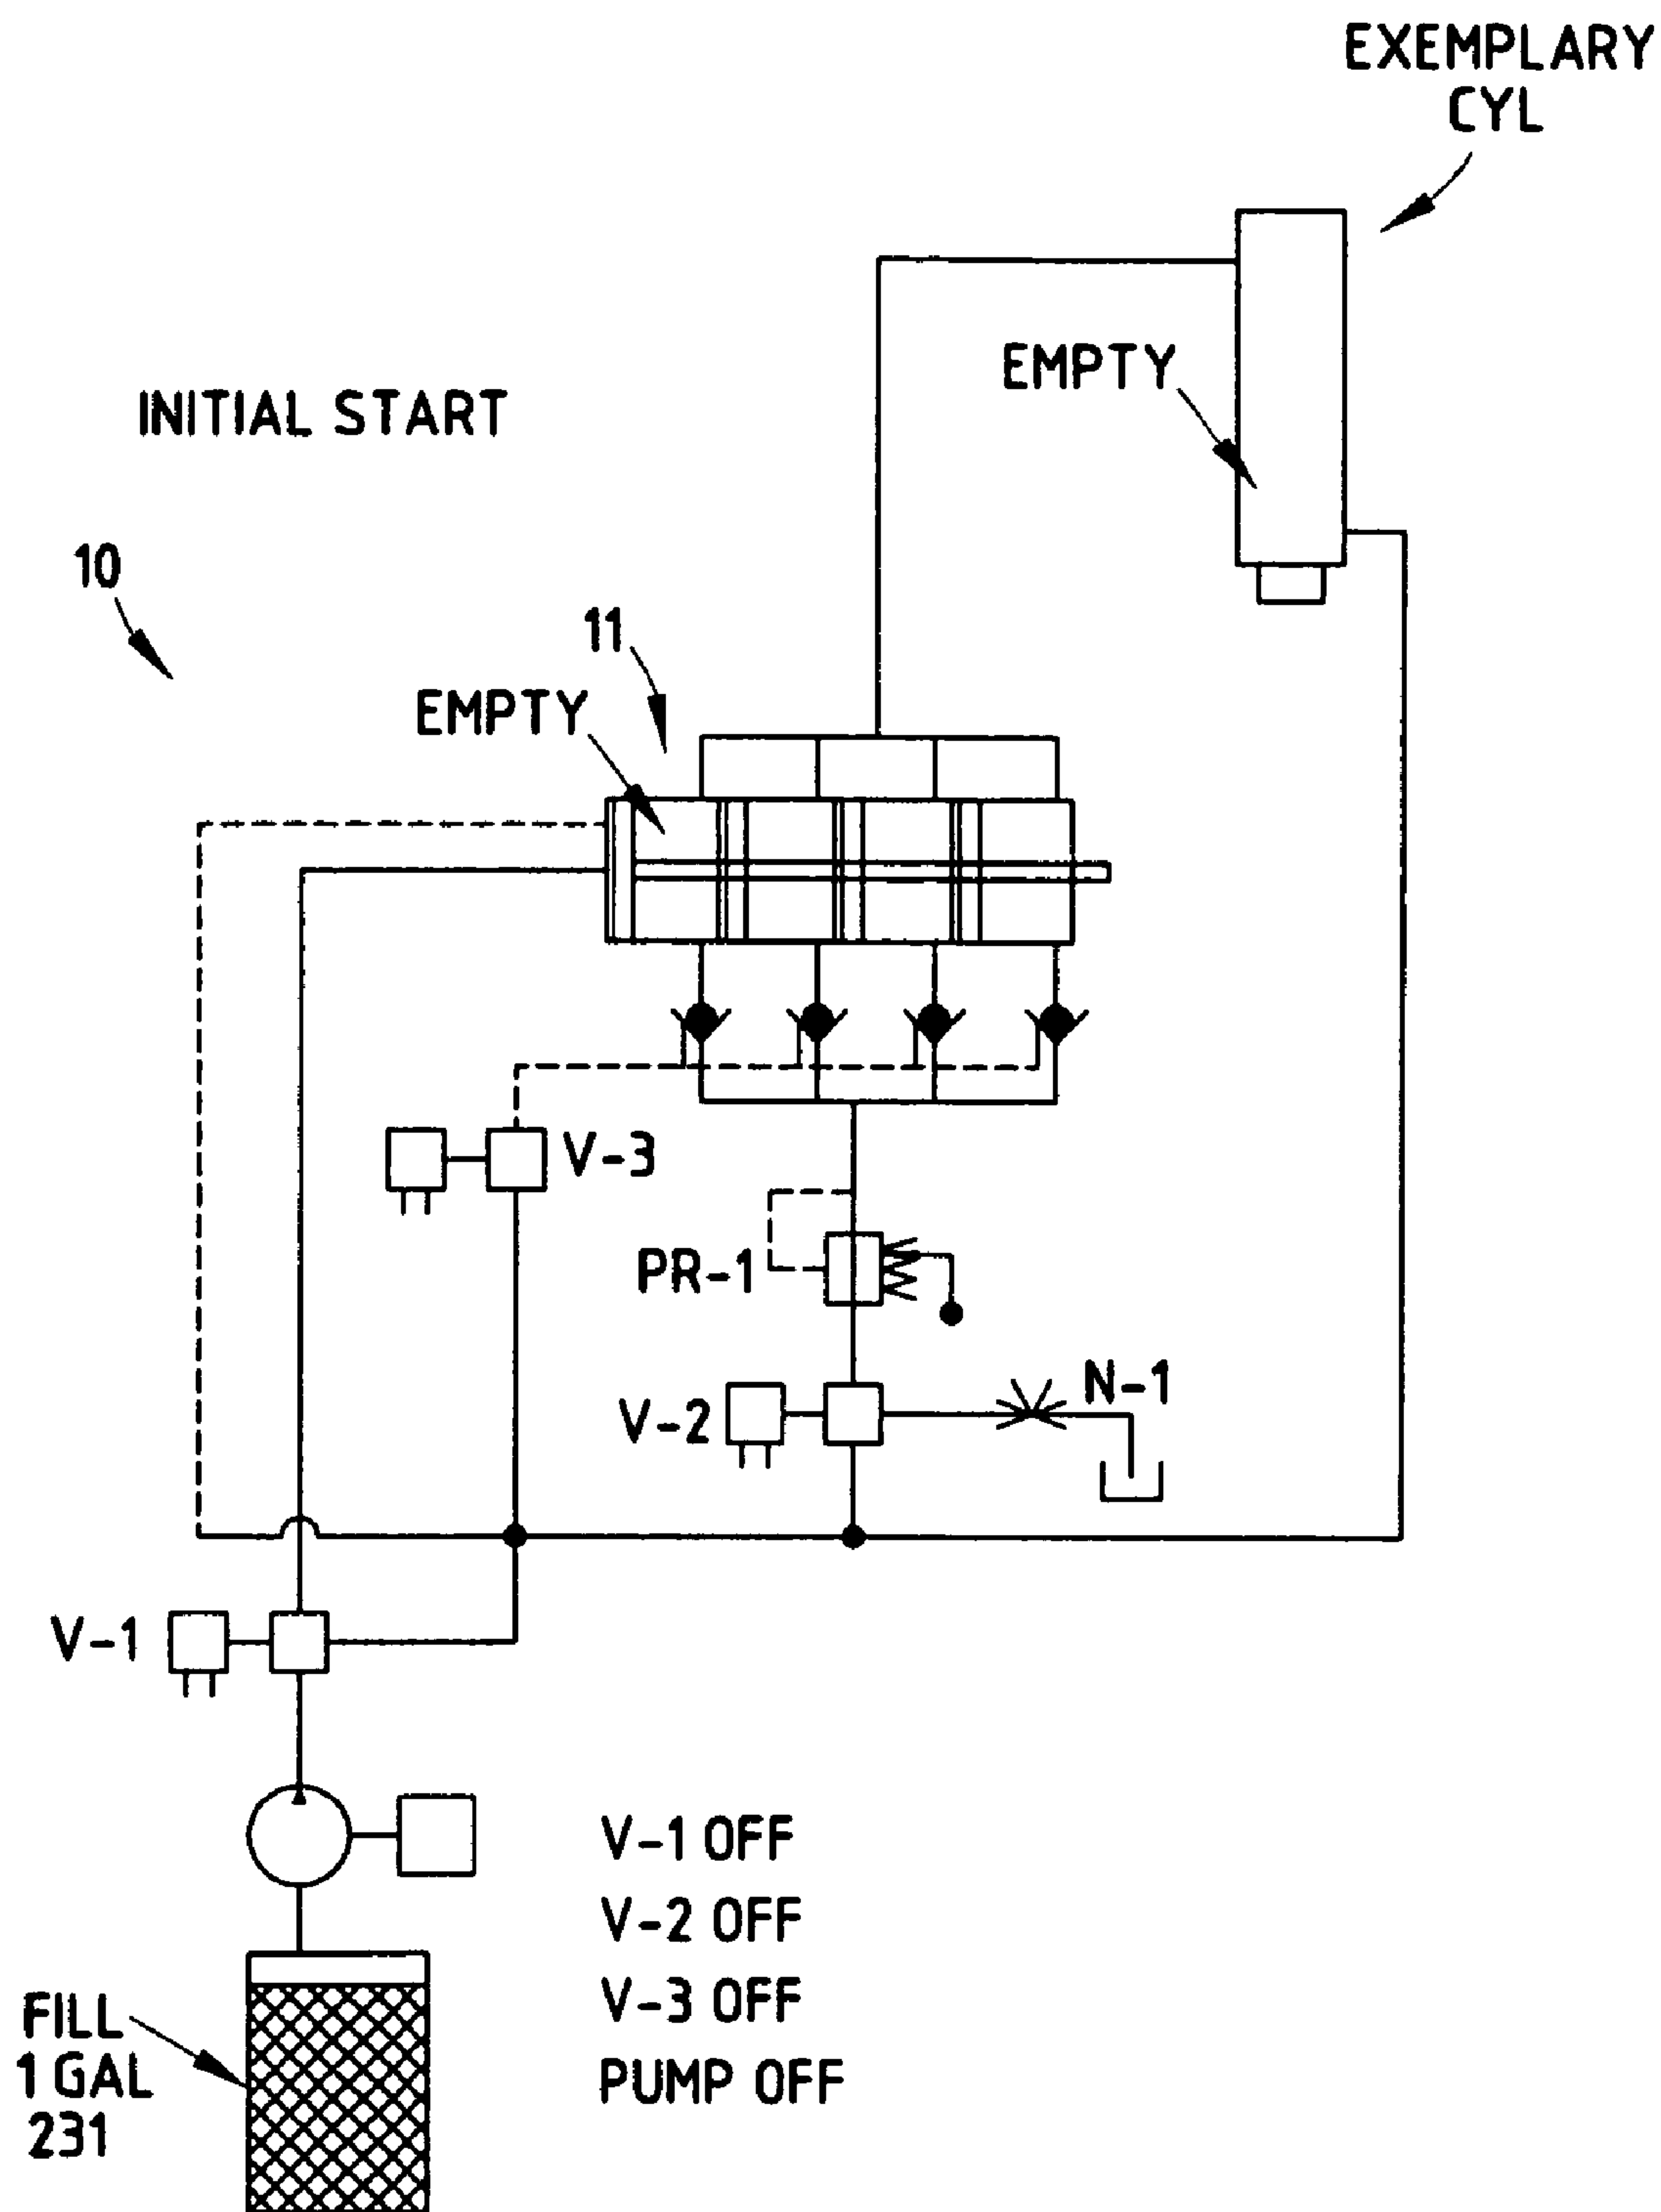 EXEMPLARY
CYL
EMPTY
INITIAL START
10
11
EMPTY
V-3
PR-1
N-1
V-2
V-1
V-1 OFF
V-2 OFF
V-3 OFF
PUMP OFF
FILL
1 GAL
231